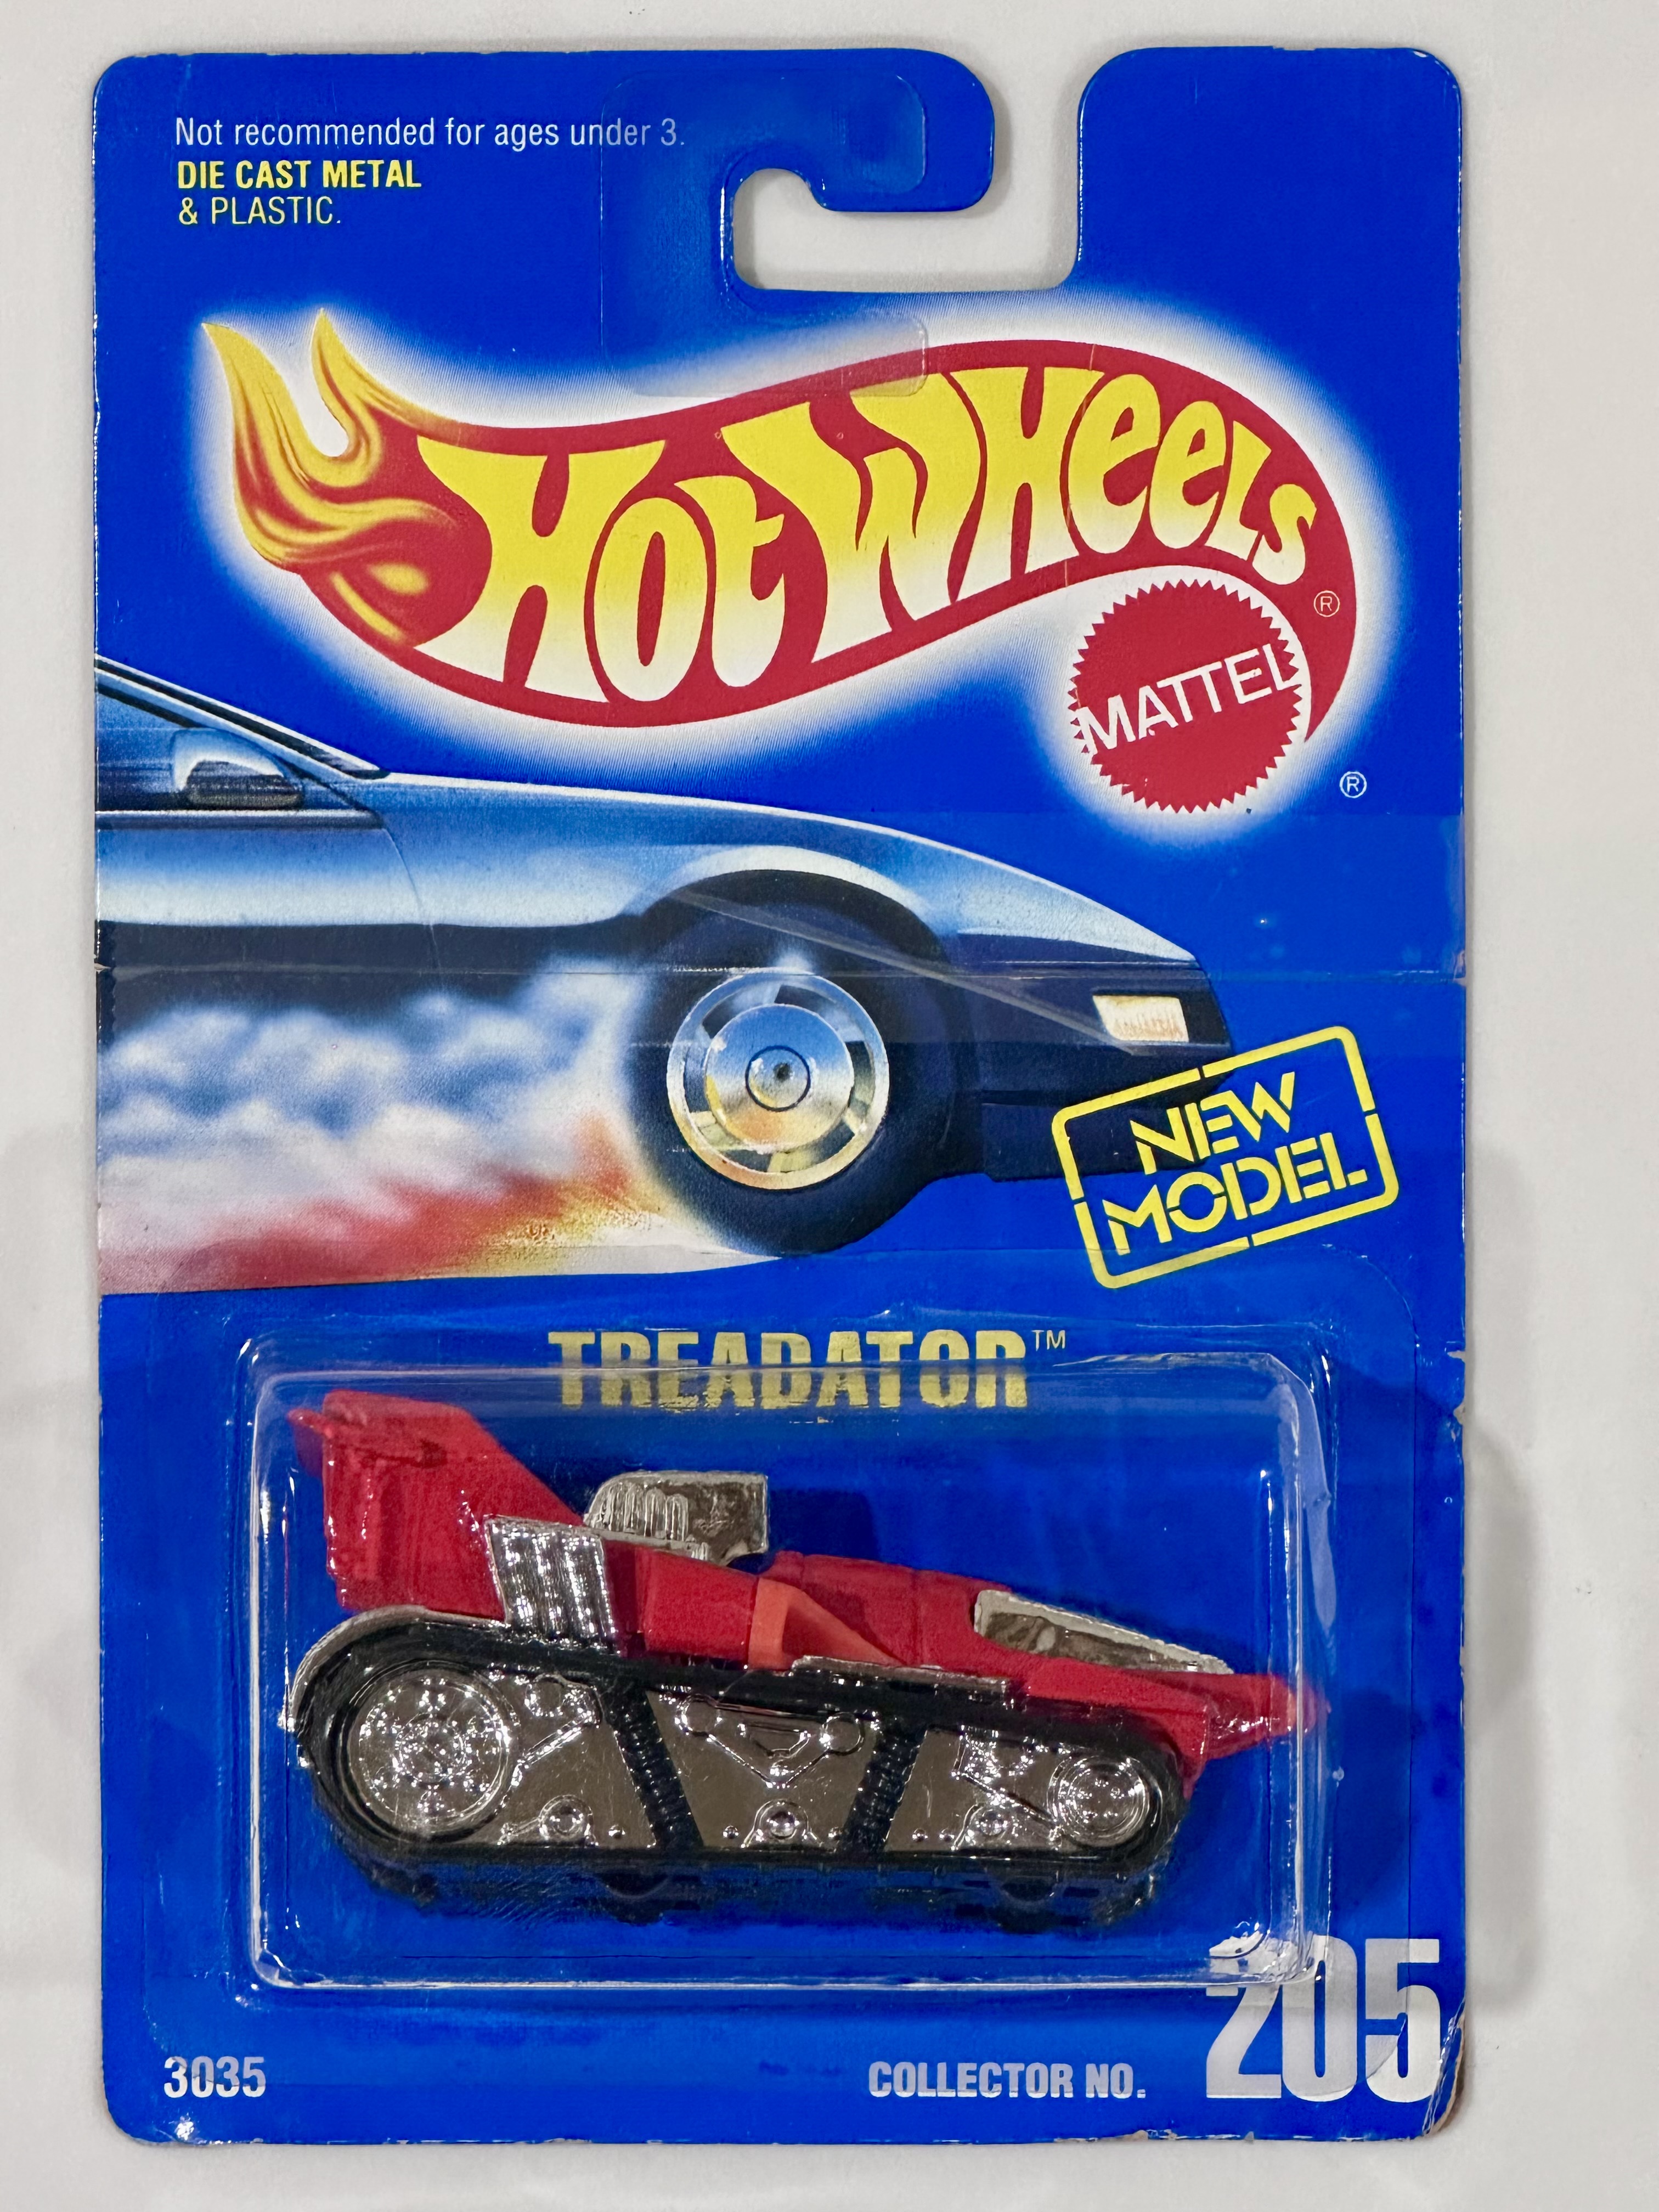 Not recommended for ages under 3.
DIE CAST METAL
& PLASTIC.
Hot Wheels ®
MATTEL
®
NEW
MODEL
TREADATOR™
3035
COLLECTOR NO. 205